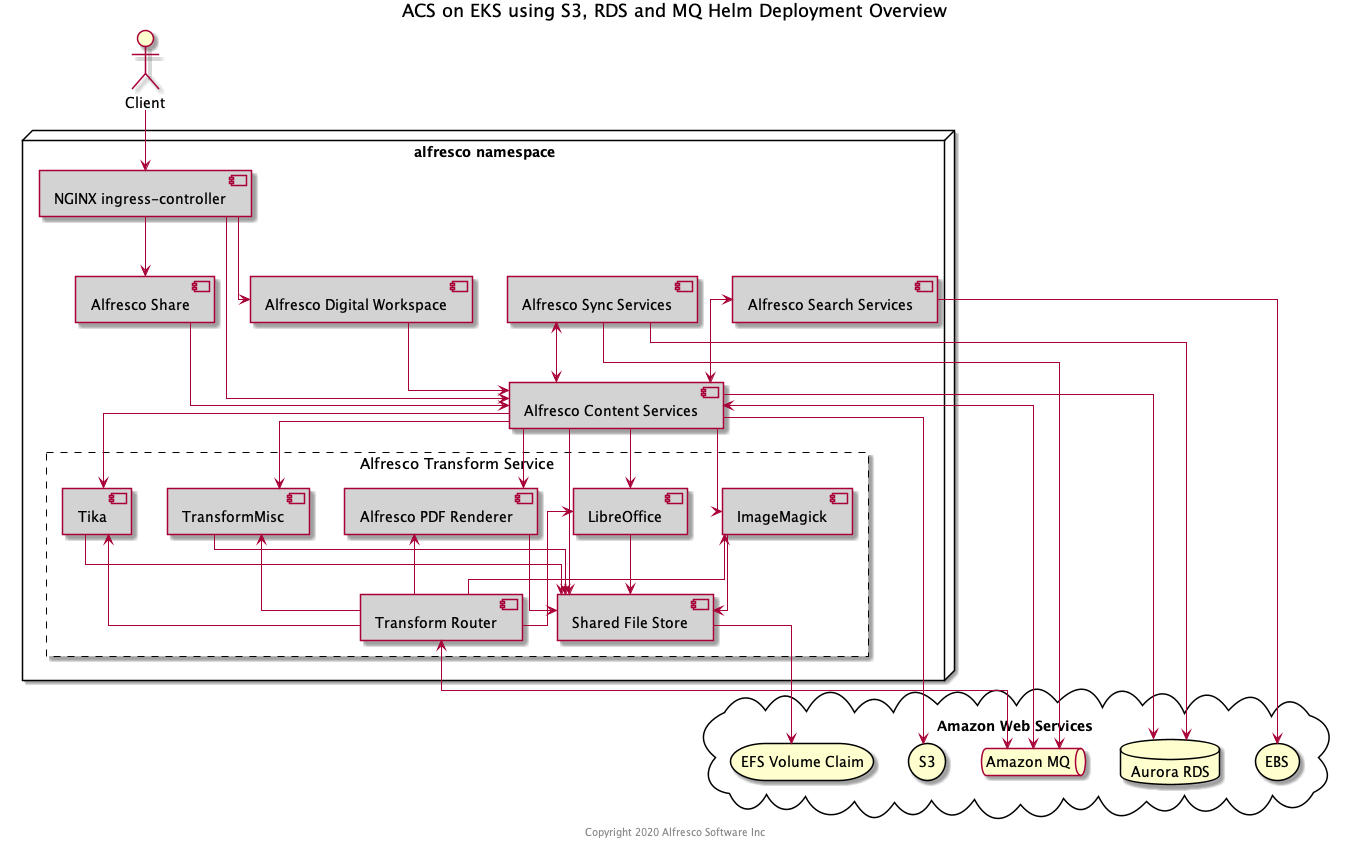 ACS on EKS using S3, RDS and MQ Helm Deployment Overview
Client
alfresco namespace
NGINX ingress-controller
Alfresco Share
Alfresco Digital Workspace
Alfresco Sync Services
Alfresco Search Services
Alfresco Content Services
Alfresco Transform Service
Tika
TransformMisc
Alfresco PDF Renderer
LibreOffice
ImageMagick
Transform Router
Shared File Store
Amazon Web Services
EFS Volume Claim
S3
Amazon MQ
Aurora RDS
EBS
Copyright 2020 Alfresco Software Inc